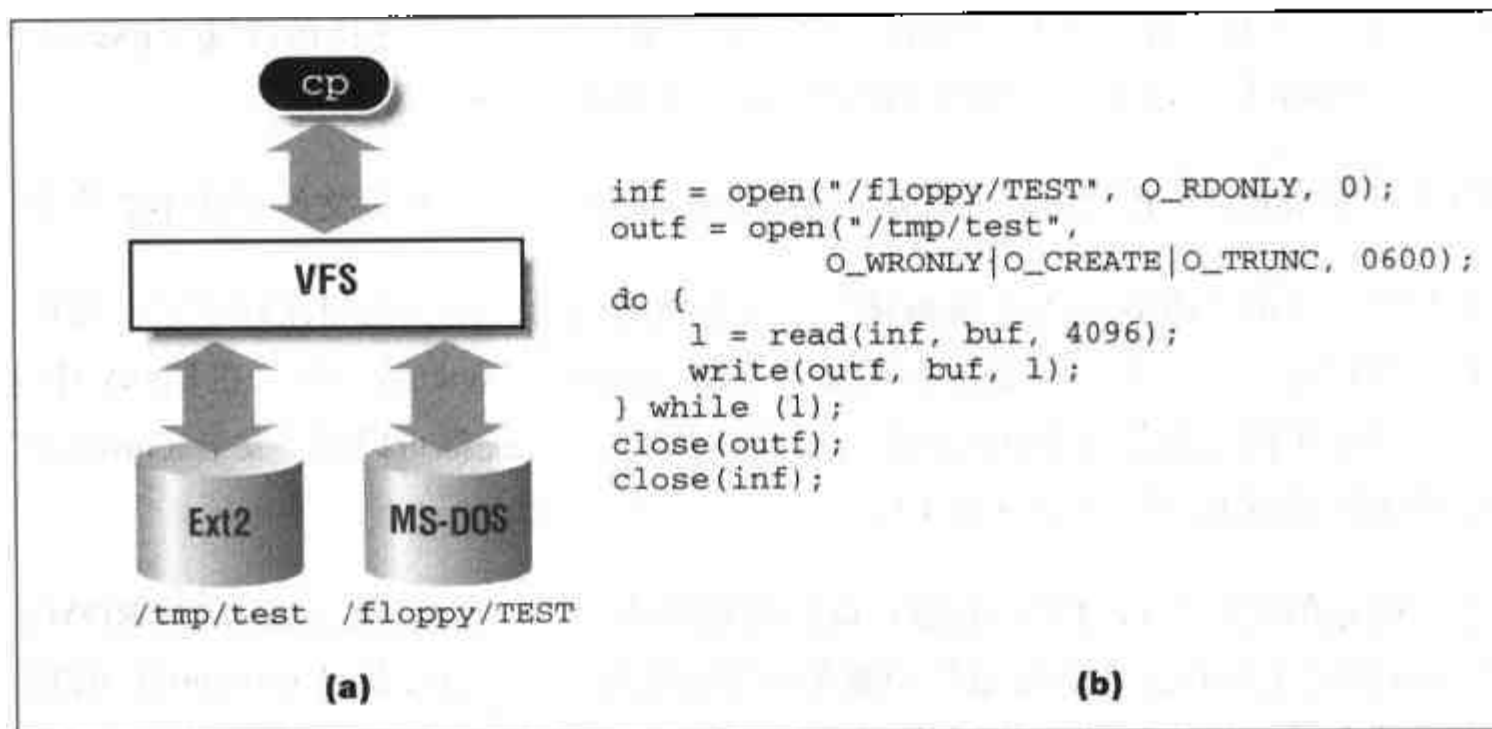 cp
VFS
Ext2
MS-DOS
/tmp/test
/floppy/TEST
(a)
inf = open("/floppy/TEST", O_RDONLY, 0);
outf = open("/tmp/test",
O_WRONLY|O_CREATE|O_TRUNC, 0600);
do {
l = read(inf, buf, 4096);
write(outf, buf, l);
} while (l);
close(outf);
close(inf);
(b)